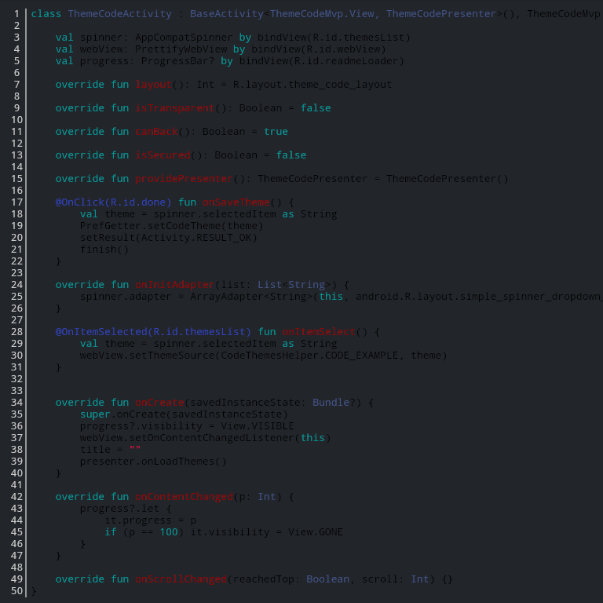 1 class ThemeCodeActivity : BaseActivity<ThemeCodeMvp.View, ThemeCodePresenter>(), ThemeCodeMvp
2
3 val spinner: AppCompatSpinner by bindView(R.id.themesList)
4 val webView: PrettifyWebView by bindView(R.id.webView)
5 val progress: ProgressBar? by bindView(R.id.readmeLoader)
6
7 override fun layout(): Int = R.layout.theme_code_layout
8
9 override fun isTransparent(): Boolean = false
10
11 override fun canBack(): Boolean = true
12
13 override fun isSecured(): Boolean = false
14
15 override fun providePresenter(): ThemeCodePresenter = ThemeCodePresenter()
16
17 @OnClick(R.id.done) fun onSaveTheme() {
18 val theme = spinner.selectedItem as String
19 PrefGetter.setCodeTheme(theme)
20 setResult(Activity.RESULT_OK)
21 finish()
22 }
23
24 override fun onInitAdapter(list: List<String>) {
25 spinner.adapter = ArrayAdapter<String>(this, android.R.layout.simple_spinner_dropdown_
26 }
27
28 @OnItemSelected(R.id.themesList) fun onItemSelect() {
29 val theme = spinner.selectedItem as String
30 webView.setThemeSource(CodeThemesHelper.CODE_EXAMPLE, theme)
31 }
32
33
34 override fun onCreate(savedInstanceState: Bundle?) {
35 super.onCreate(savedInstanceState)
36 progress?.visibility = View.VISIBLE
37 webView.setOnContentChangedListener(this)
38 title = ""
39 presenter.onLoadThemes()
40 }
41
42 override fun onContentChanged(p: Int) {
43 progress?.let {
44 it.progress = p
45 if (p == 100) it.visibility = View.GONE
46 }
47 }
48
49 override fun onScrollChanged(reachedTop: Boolean, scroll: Int) {}
50 }